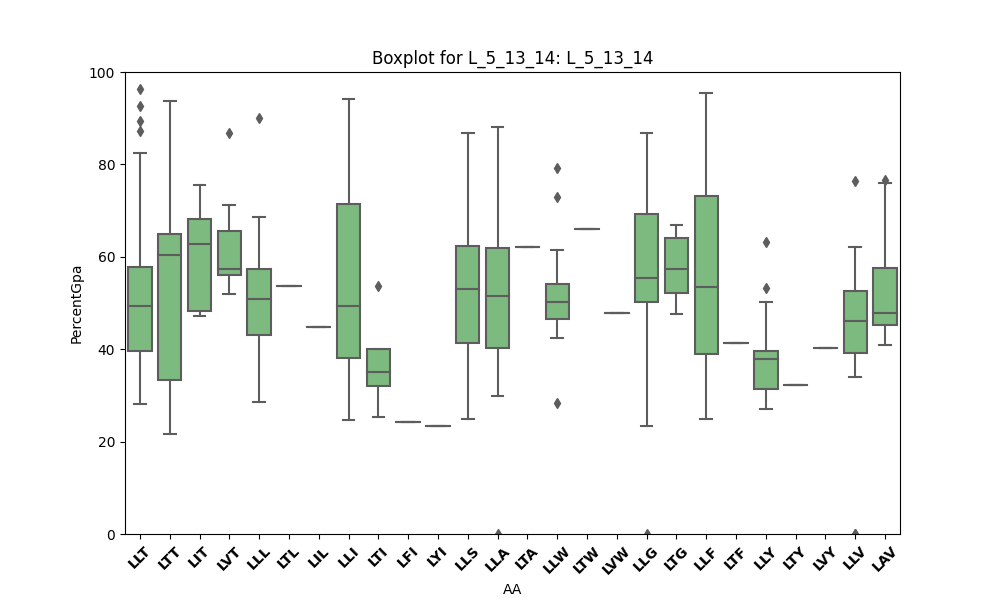 Boxplot for L_5_13_14: L_5_13_14
100
80
60
40
20
0
PercentGpa
LLT LTT LIT LVT LLL LTL LIL LLI LTI LFI LYI LLS LLA LTA LLW LTW LVW LLG LTG LLF LTF LLY LTY LVY LLV LAV
AA